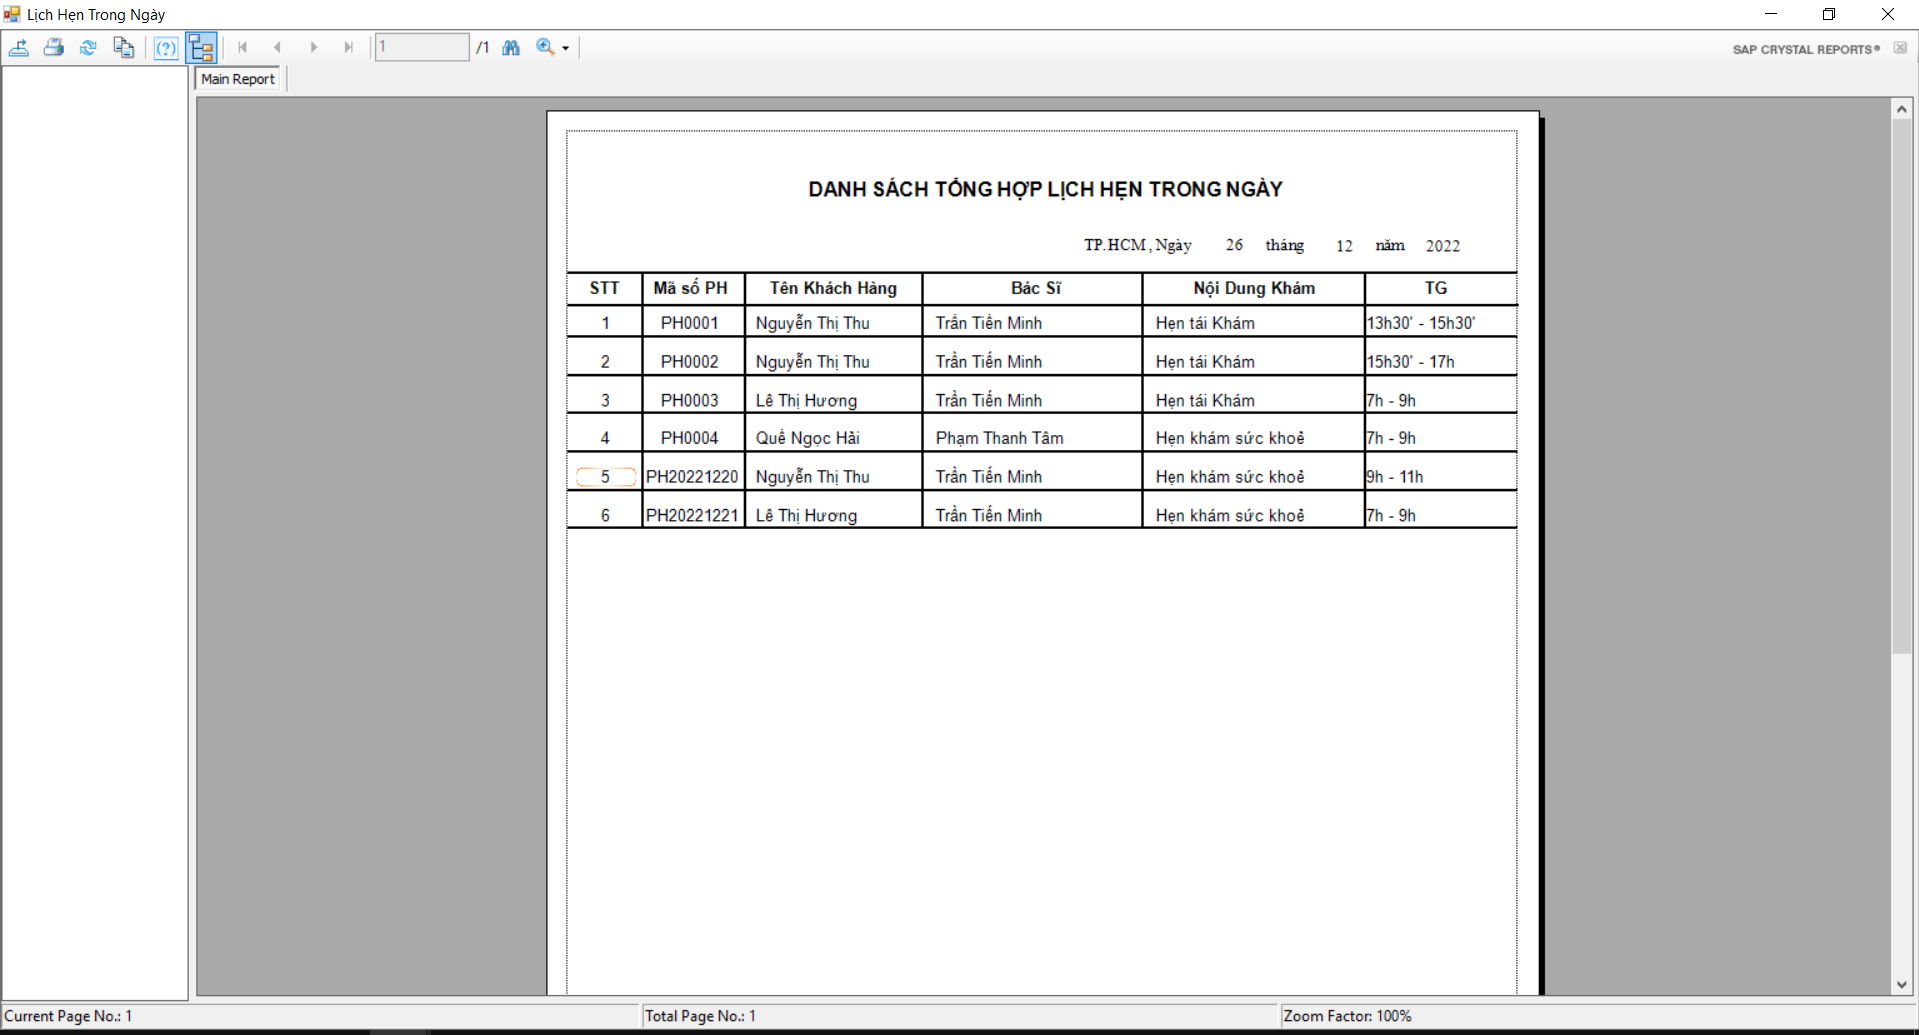 Lịch Hẹn Trong Ngày
1 /1
SAP CRYSTAL REPORTS®
Main Report
DANH SÁCH TỔNG HỢP LỊCH HẸN TRONG NGÀY
TP.HCM , Ngày 26 tháng 12 năm 2022
STT Mã số PH Tên Khách Hàng Bác Sĩ Nội Dung Khám TG
1 PH0001 Nguyễn Thị Thu Trần Tiến Minh Hẹn tái Khám 13h30' - 15h30'
2 PH0002 Nguyễn Thị Thu Trần Tiến Minh Hẹn tái Khám 15h30' - 17h
3 PH0003 Lê Thị Hương Trần Tiến Minh Hẹn tái Khám 7h - 9h
4 PH0004 Quế Ngọc Hải Phạm Thanh Tâm Hẹn khám sức khoẻ 7h - 9h
5 PH20221220 Nguyễn Thị Thu Trần Tiến Minh Hẹn khám sức khoẻ 9h - 11h
6 PH20221221 Lê Thị Hương Trần Tiến Minh Hẹn khám sức khoẻ 7h - 9h
Current Page No.: 1 Total Page No.: 1 Zoom Factor: 100%